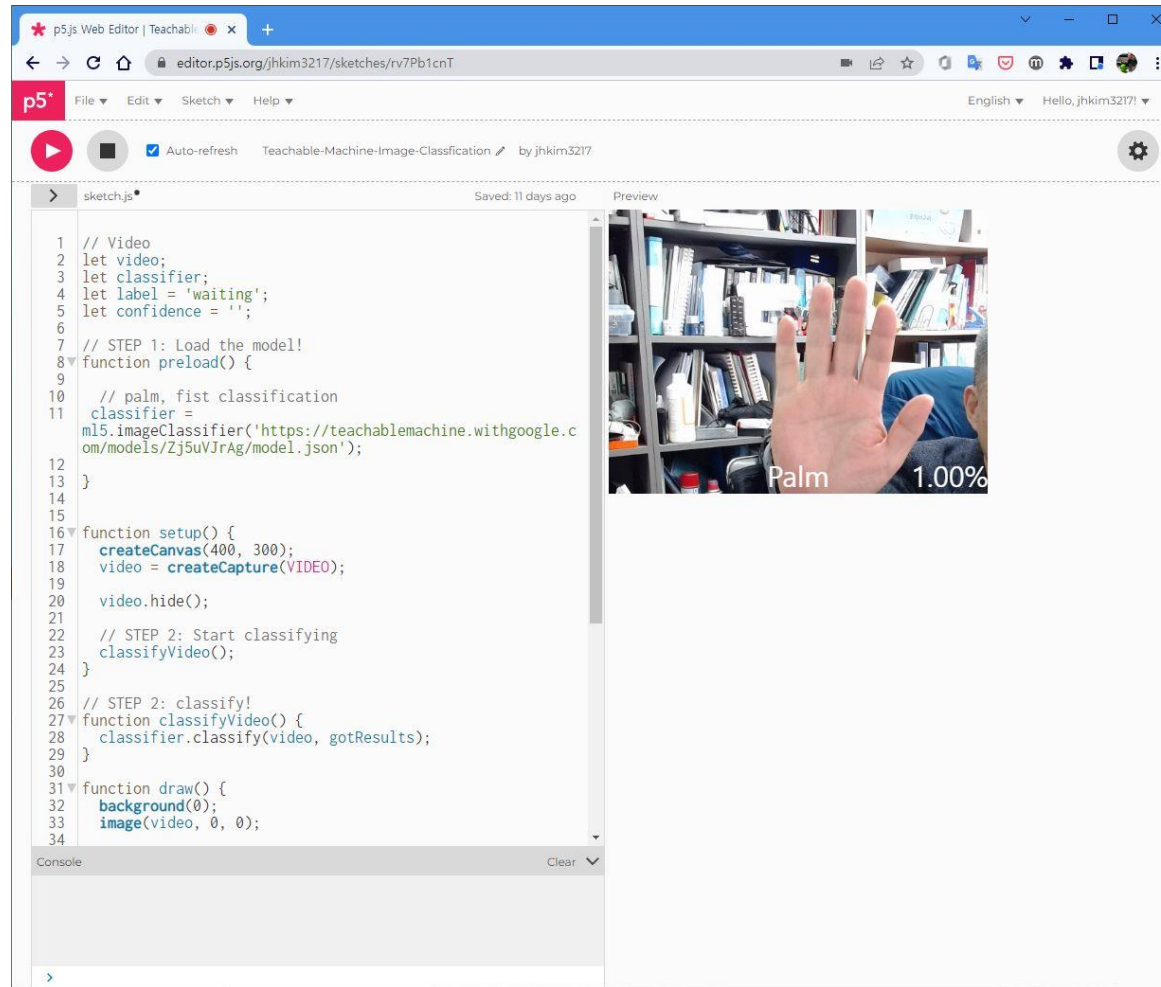 p5.js Web Editor | Teachabl
editor.p5js.org/jhkim3217/sketches/rv7Pb1cnT
p5* File Edit Sketch Help English Hello, jhkim3217!
Auto-refresh Teachable-Machine-Image-Classfication by jhkim3217
sketch.js Saved: 11 days ago Preview
1 // Video
2 let video;
3 let classifier;
4 let label = 'waiting';
5 let confidence = '';
6
7 // STEP 1: Load the model!
8 function preload() {
9
10 // palm, fist classification
11 classifier =
ml5.imageClassifier('https://teachablemachine.withgoogle.c
om/models/Zj5uVJrAg/model.json');
12
13 }
14
15
16 function setup() {
17 createCanvas(400, 300);
18 video = createCapture(VIDEO);
19
20 video.hide();
21
22 // STEP 2: Start classifying
23 classifyVideo();
24 }
25
26 // STEP 2: classify!
27 function classifyVideo() {
28 classifier.classify(video, gotResults);
29 }
30
31 function draw() {
32 background(0);
33 image(video, 0, 0);
34
Palm 1.00%
Console Clear
>